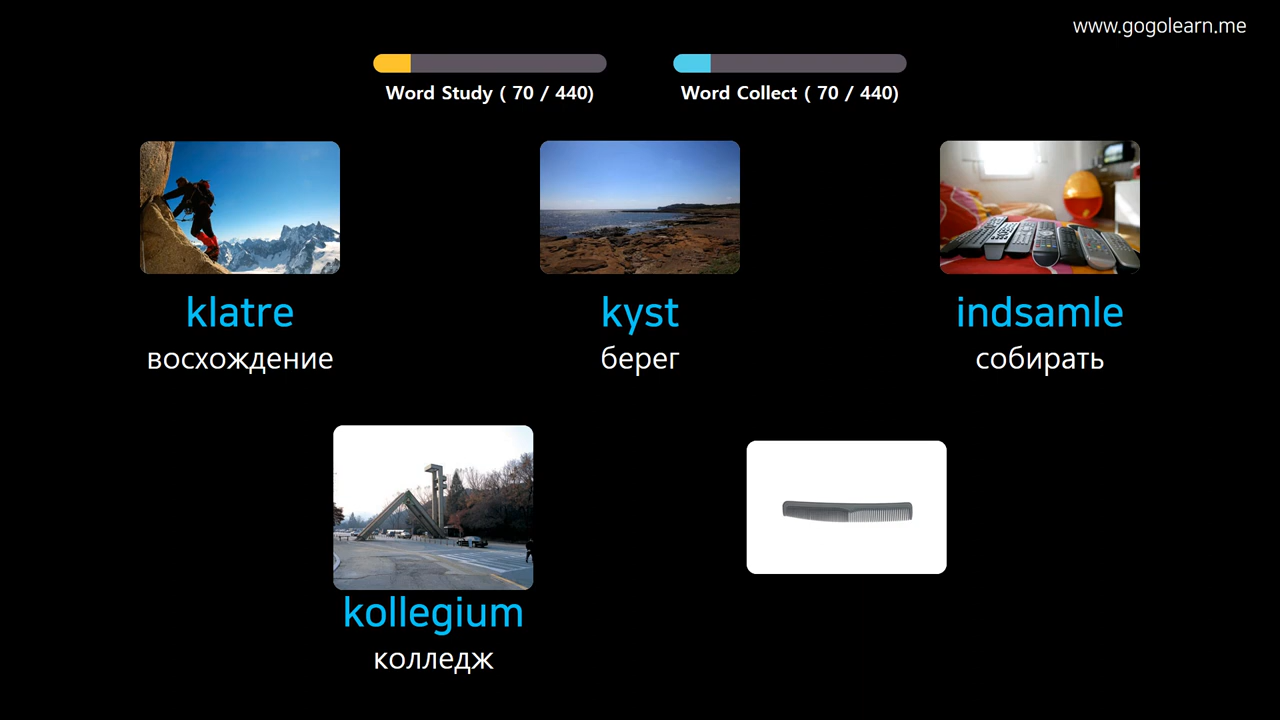 www.gogolearn.me
Word Study ( 70 / 440)
Word Collect ( 70 / 440)
klatre
восхождение
kyst
берег
indsamle
собирать
kollegium
колледж